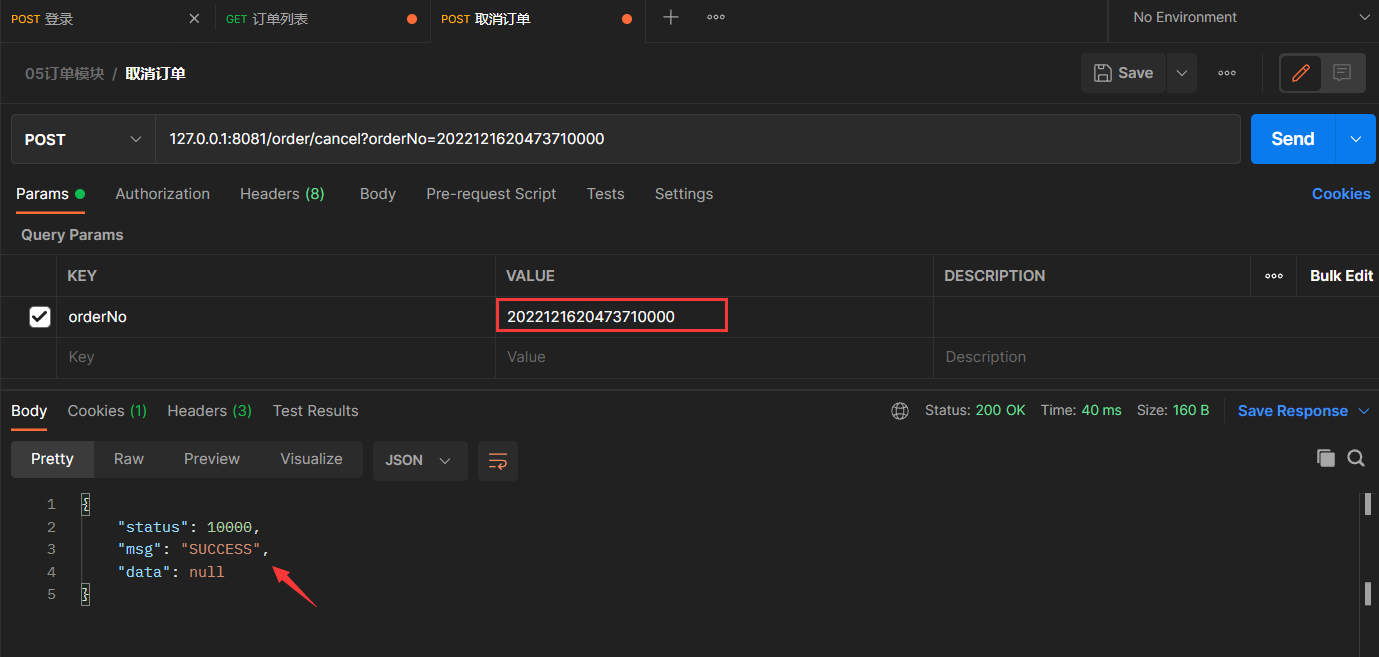 POST 登录 GET 订单列表 POST 取消订单 No Environment
05订单模块 / 取消订单 Save
POST 127.0.0.1:8081/order/cancel?orderNo=2022121620473710000 Send
Params Authorization Headers (8) Body Pre-request Script Tests Settings Cookies
Query Params
KEY VALUE DESCRIPTION Bulk Edit
orderNo 2022121620473710000
Key Value Description
Body Cookies (1) Headers (3) Test Results Status: 200 OK Time: 40 ms Size: 160 B Save Response
Pretty Raw Preview Visualize JSON
1 {
2 "status": 10000,
3 "msg": "SUCCESS",
4 "data": null
5 }